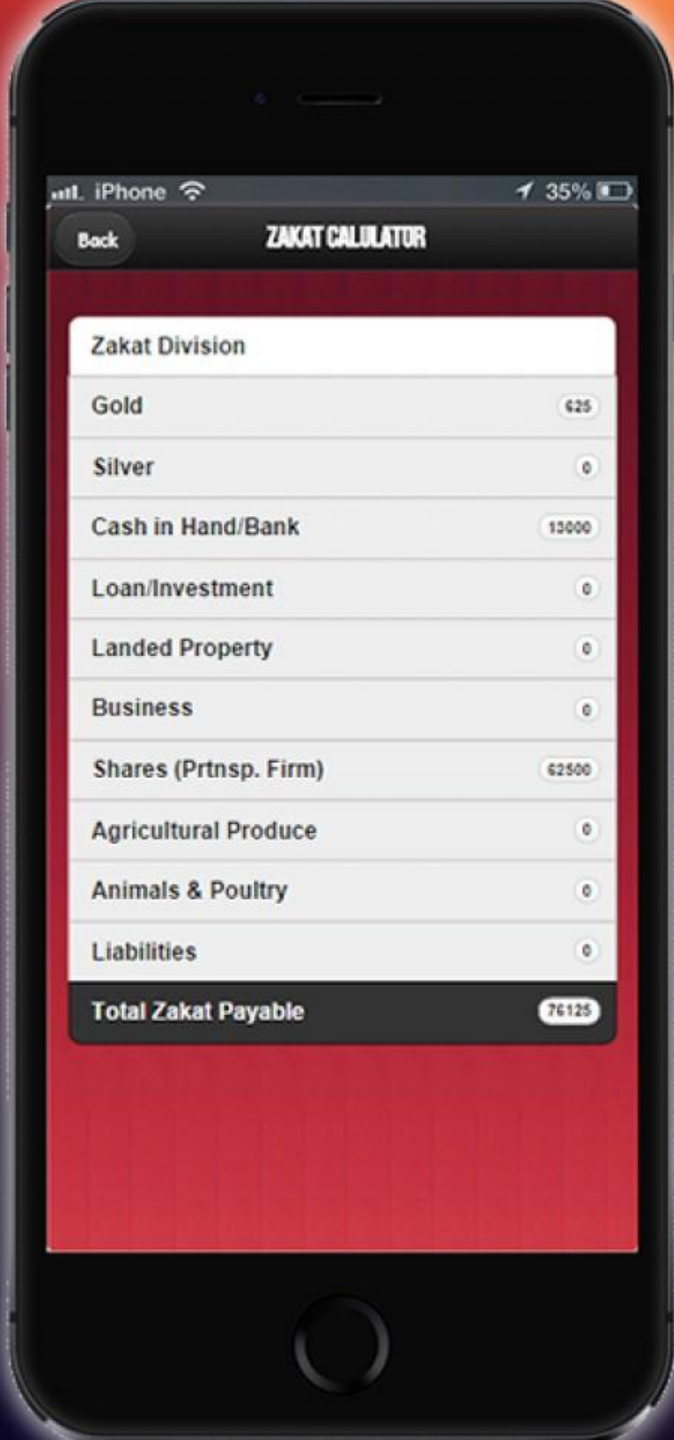 iPhone 35%
Back ZAKAT CALULATOR
Zakat Division
Gold 625
Silver 0
Cash in Hand/Bank 13000
Loan/Investment 0
Landed Property 0
Business 0
Shares (Prtnsp. Firm) 62500
Agricultural Produce 0
Animals & Poultry 0
Liabilities 0
Total Zakat Payable 76125